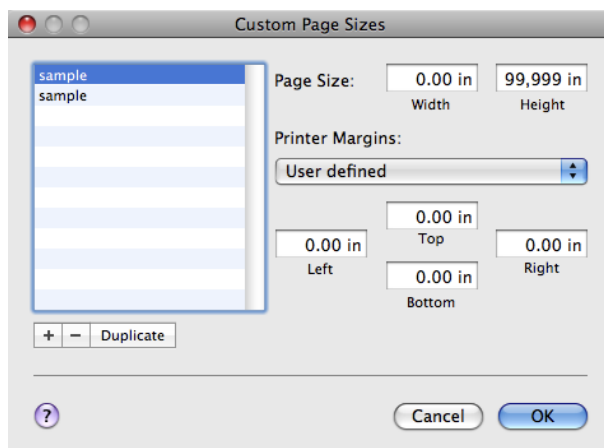 Custom Page Sizes
sample
sample
Page Size:
0.00 in
99,999 in
Width
Height
Printer Margins:
User defined
0.00 in
Top
0.00 in
Left
0.00 in
Right
0.00 in
Bottom
+
−
Duplicate
?
Cancel
OK